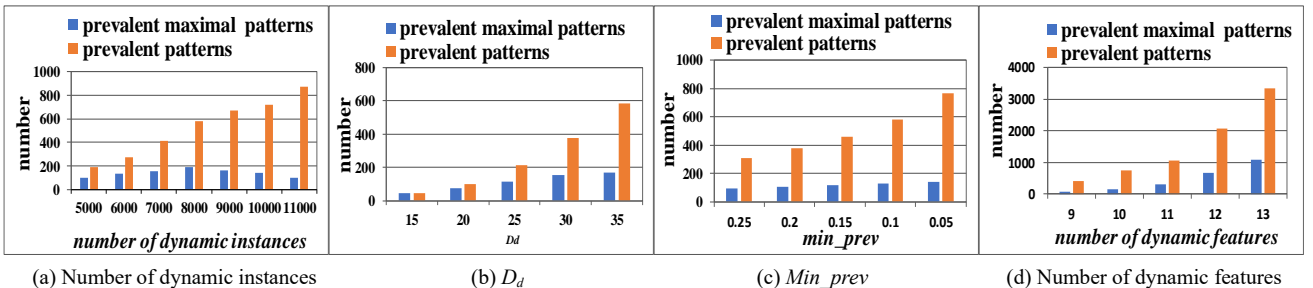 prevalent maximal patterns
prevalent patterns
1000
800
600
400
200
0
number
5000 6000 7000 8000 9000 10000 11000
number of dynamic instances
(a) Number of dynamic instances
prevalent maximal patterns
prevalent patterns
800
600
400
200
0
number
15 20 25 30 35
Dd
(b) Dd
prevalent maximal patterns
prevalent patterns
1000
800
600
400
200
0
number
0.25 0.2 0.15 0.1 0.05
min_prev
(c) Min_prev
prevalent maximal patterns
prevalent patterns
4000
3000
2000
1000
0
number
9 10 11 12 13
number of dynamic features
(d) Number of dynamic features